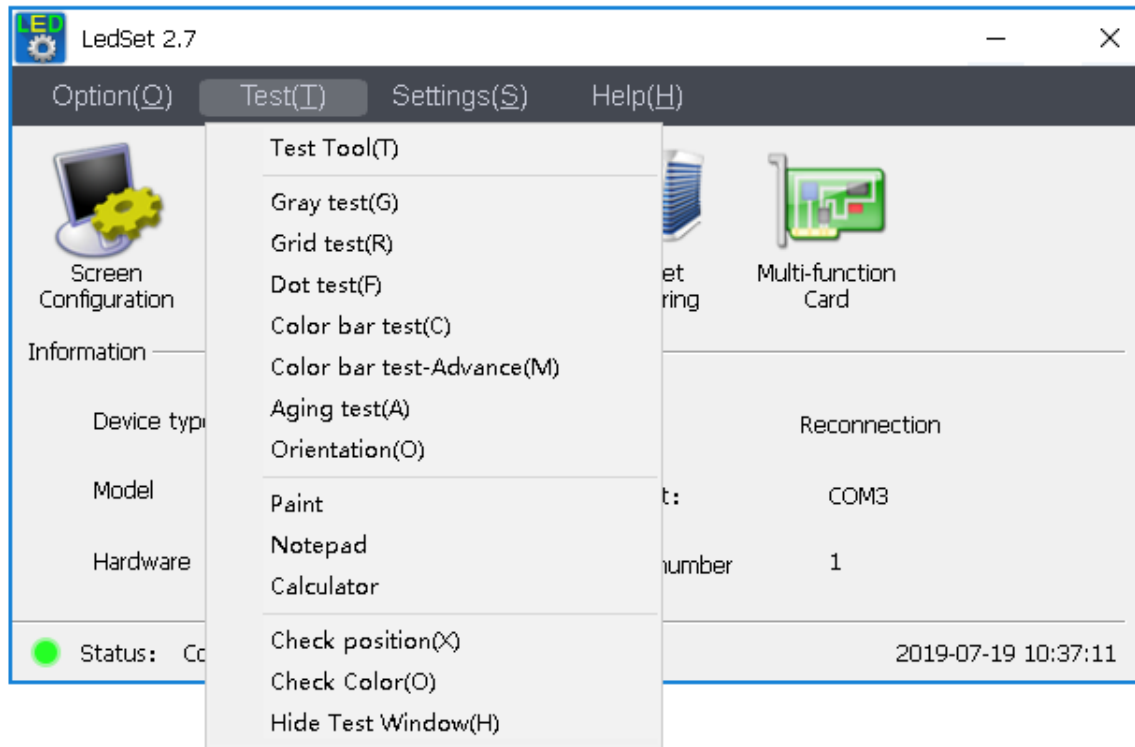 LED
LedSet 2.7
Option(O) Test(T) Settings(S) Help(H)
Test Tool(T)
Gray test(G)
Grid test(R)
Dot test(F)
Color bar test(C)
Color bar test-Advance(M)
Aging test(A)
Orientation(O)
Paint
Notepad
Calculator
Check position(X)
Check Color(O)
Hide Test Window(H)
Screen
Configuration
Multi-function
Card
Information
Device
Reconnection
Model
COM3
Hardware
1
Status:
2019-07-19 10:37:11